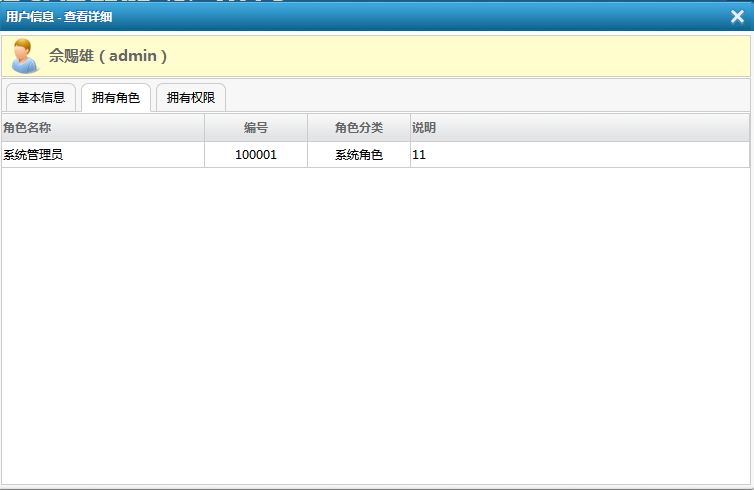 用户信息 - 查看详细
佘赐雄（admin）
基本信息 拥有角色 拥有权限
角色名称 编号 角色分类 说明
系统管理员 100001 系统角色 11